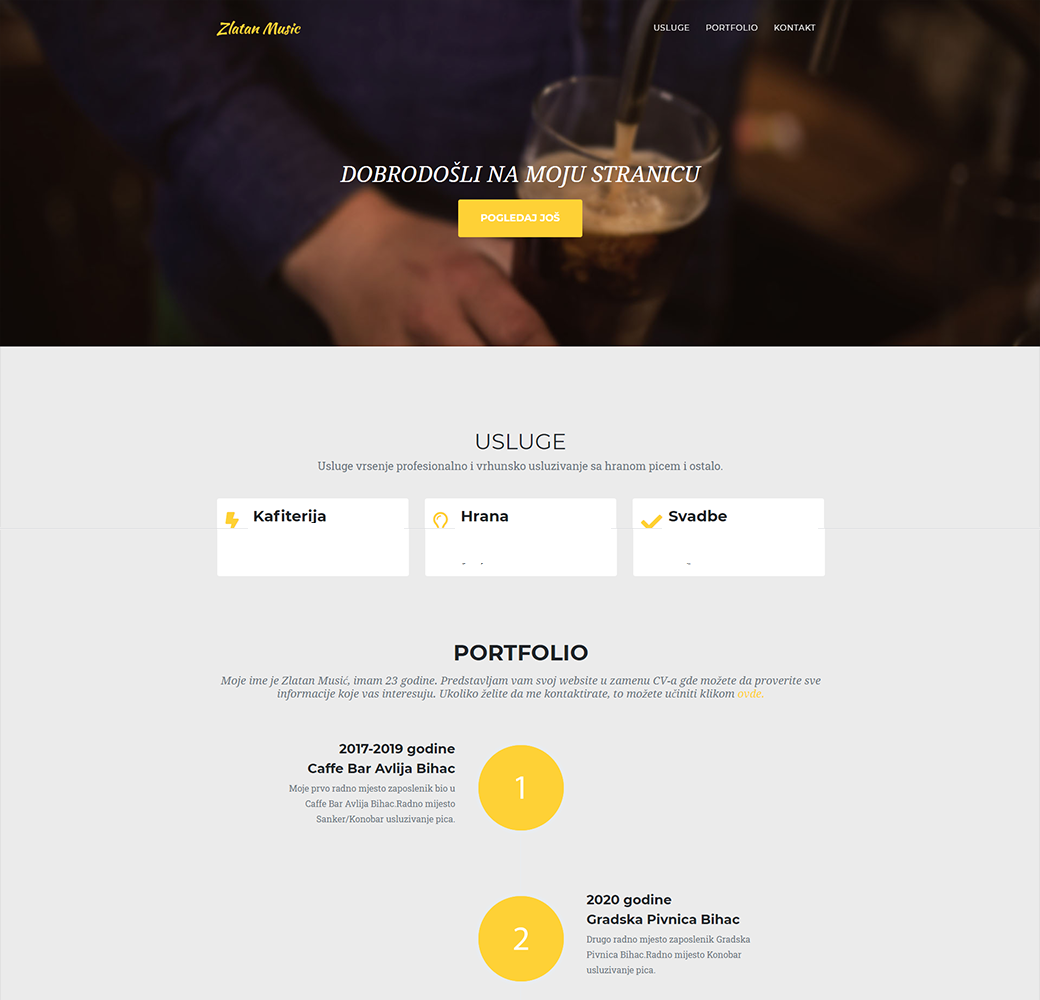 Zlatan Music
USLUGE PORTFOLIO KONTAKT
DOBRODOŠLI NA MOJU STRANICU
POGLEDAJ JOŠ
USLUGE
Usluge vrsenje profesionalno i vrhunsko usluzivanje sa hranom picem i ostalo.
Kafiterija
Hrana
Svadbe
PORTFOLIO
Moje ime je Zlatan Musić, imam 23 godine. Predstavljam vam svoj website u zamenu CV-a gde možete da proverite sve
informacije koje vas interesuju. Ukoliko želite da me kontaktirate, to možete učiniti klikom ovde.
2017-2019 godine
Caffe Bar Avlija Bihac
Moje prvo radno mjesto zaposlenik bio u
Caffe Bar Avlija Bihac.Radno mijesto
Sanker/Konobar usluzivanje pica.
1
2020 godine
Gradska Pivnica Bihac
Drugo radno mjesto zaposlenik Gradska
Pivnica Bihac.Radno mijesto Konobar
usluzivanje pica.
2